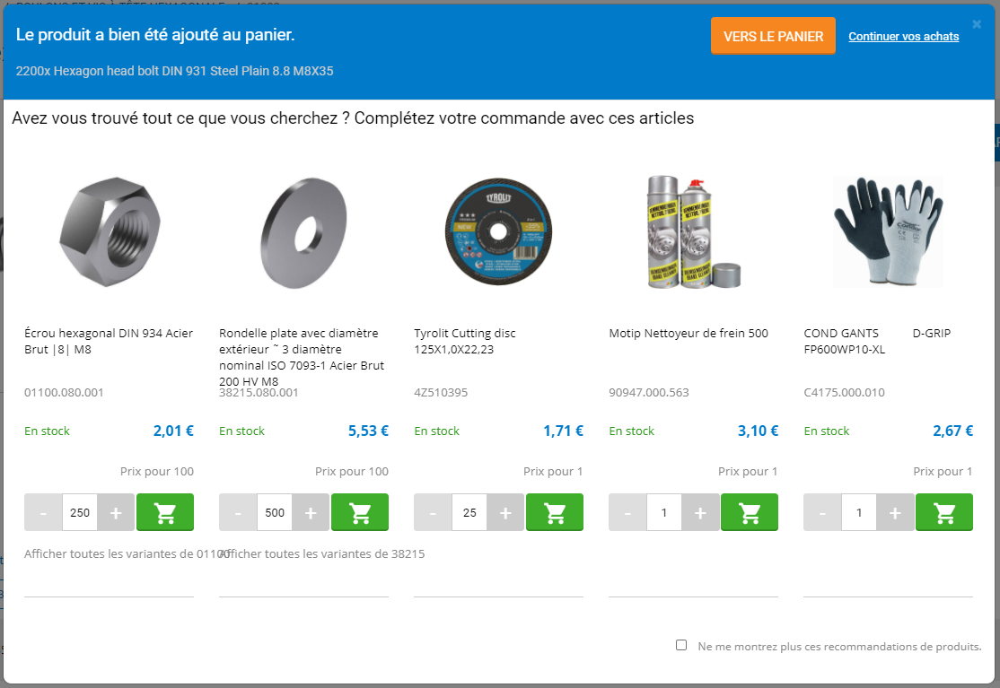 Le produit a bien été ajouté au panier.
VERS LE PANIER
Continuer vos achats
×
2200x Hexagon head bolt DIN 931 Steel Plain 8.8 M8X35
Avez vous trouvé tout ce que vous cherchez ? Complétez votre commande avec ces articles
TYROLIT
Écrou hexagonal DIN 934 Acier
Brut |8| M8
01100.080.001
En stock
2,01 €
Prix pour 100
- 250 +
Afficher toutes les variantes de 01100
Rondelle plate avec diamètre
extérieur ~ 3 diamètre
nominal ISO 7093-1 Acier Brut
200 HV M8
38215.080.001
En stock
5,53 €
Prix pour 100
- 500 +
Afficher toutes les variantes de 38215
Tyrolit Cutting disc
125X1,0X22,23
4Z510395
En stock
1,71 €
Prix pour 1
- 25 +
Motip Nettoyeur de frein 500
90947.000.563
En stock
3,10 €
Prix pour 1
- 1 +
COND GANTS D-GRIP
FP600WP10-XL
C4175.000.010
En stock
2,67 €
Prix pour 1
- 1 +
Ne me montrez plus ces recommandations de produits.